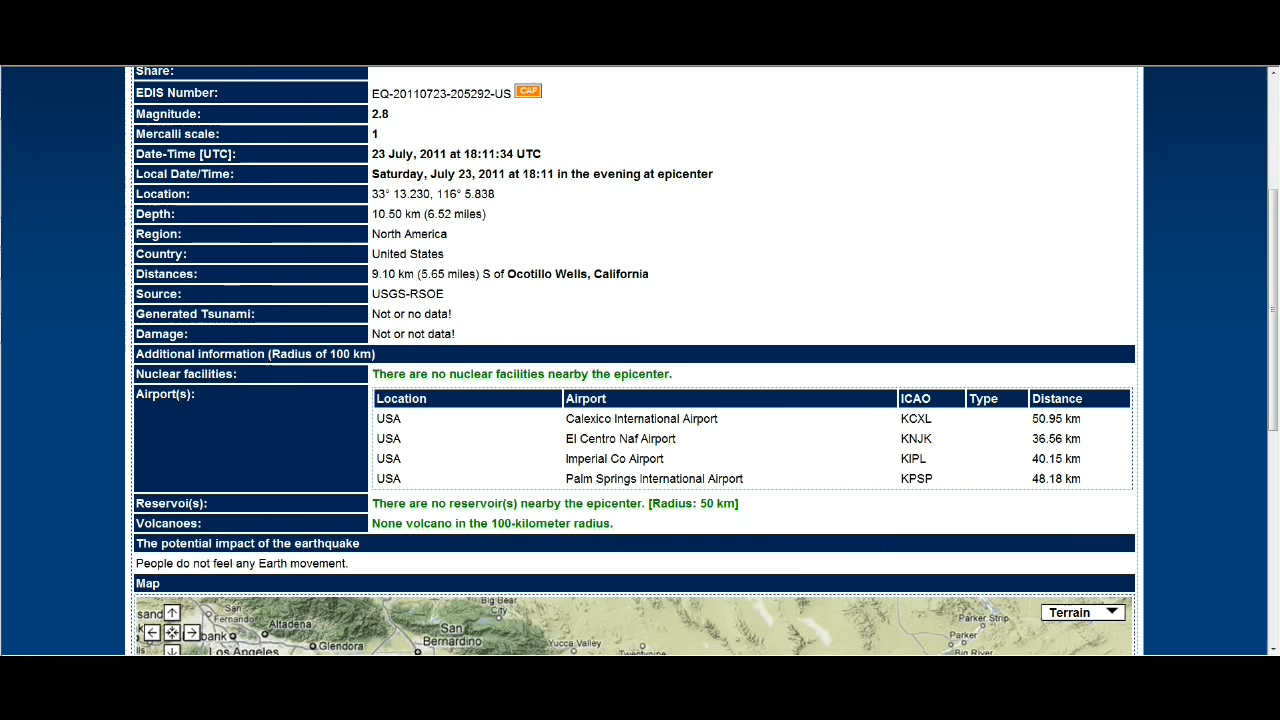 Share:
EDIS Number: EQ-20110723-205292-US CAP
Magnitude: 2.8
Mercalli scale: 1
Date-Time [UTC]: 23 July, 2011 at 18:11:34 UTC
Local Date/Time: Saturday, July 23, 2011 at 18:11 in the evening at epicenter
Location: 33° 13.230, 116° 5.838
Depth: 10.50 km (6.52 miles)
Region: North America
Country: United States
Distances: 9.10 km (5.65 miles) S of Ocotillo Wells, California
Source: USGS-RSOE
Generated Tsunami: Not or no data!
Damage: Not or not data!
Additional information (Radius of 100 km)
Nuclear facilities: There are no nuclear facilities nearby the epicenter.
Airport(s): Location Airport ICAO Type Distance
USA Calexico International Airport KCXL 50.95 km
USA El Centro Naf Airport KNJK 36.56 km
USA Imperial Co Airport KIPL 40.15 km
USA Palm Springs International Airport KPSP 48.18 km
Reservoi(s): There are no reservoir(s) nearby the epicenter. [Radius: 50 km]
Volcanoes: None volcano in the 100-kilometer radius.
The potential impact of the earthquake
People do not feel any Earth movement.
Map
Big Bear
City
sand
San
Fernando
Altadena
Terrain
Parker Strip
bank
San
Bernardino
Parker
Glendora
Yucca Valley
Los Angeles
Big River